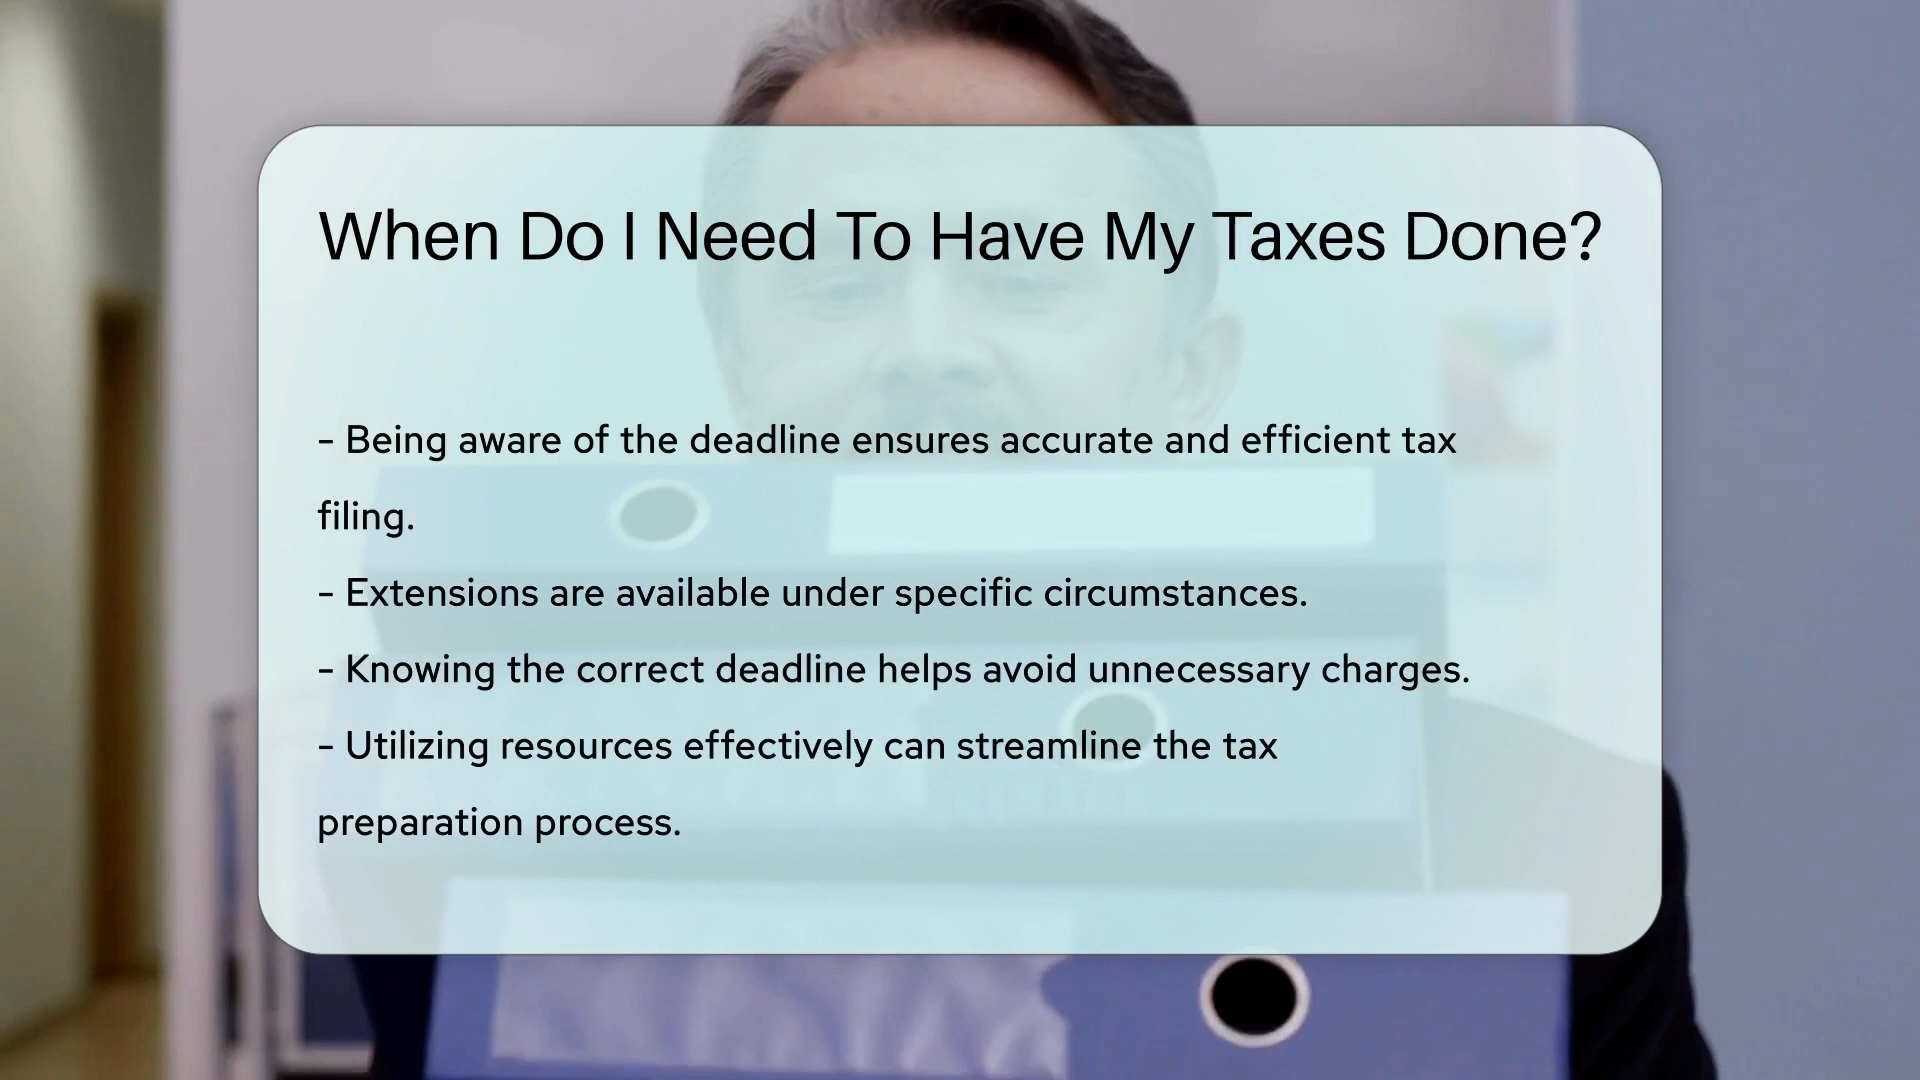 When Do I Need To Have My Taxes Done?
- Being aware of the deadline ensures accurate and efficient tax
filing.
- Extensions are available under specific circumstances.
- Knowing the correct deadline helps avoid unnecessary charges.
- Utilizing resources effectively can streamline the tax
preparation process.